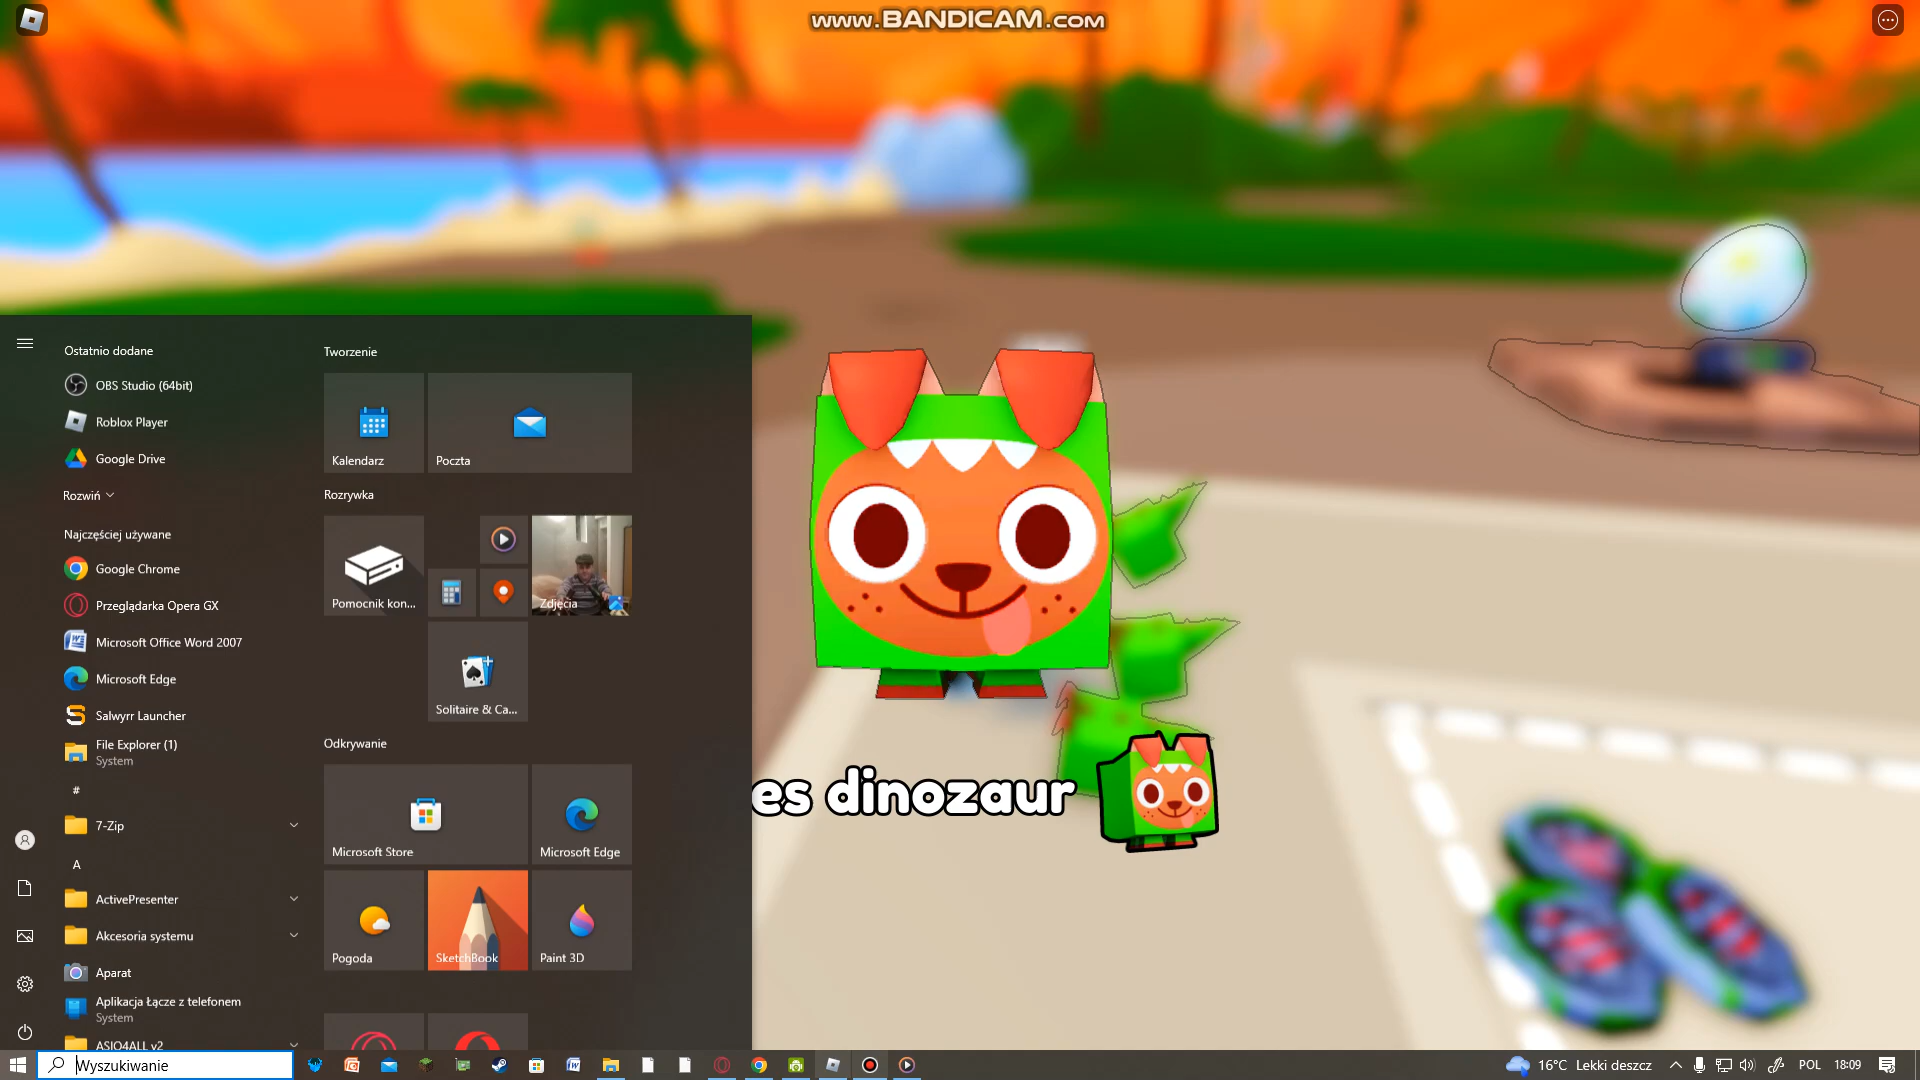 www.BANDICAM.com
Ostatnio dodane
OBS Studio (64bit)
Roblox Player
Google Drive
Rozwiń
Najczęściej używane
Google Chrome
Przeglądarka Opera GX
Microsoft Office Word 2007
Microsoft Edge
Salwyrr Launcher
File Explorer (1)
System
#
7-Zip
A
ActivePresenter
Akcesoria systemu
Aparat
Aplikacja Łącze z telefonem
System
ASIO4ALL v2
Tworzenie
Kalendarz
Poczta
Rozrywka
Pomocnik kon...
Zdjęcia
Solitaire & Ca...
Odkrywanie
Microsoft Store
Microsoft Edge
Pogoda
SketchBook
Paint 3D
es dinozaur
Wyszukiwanie
16°C Lekki deszcz
POL
18:09